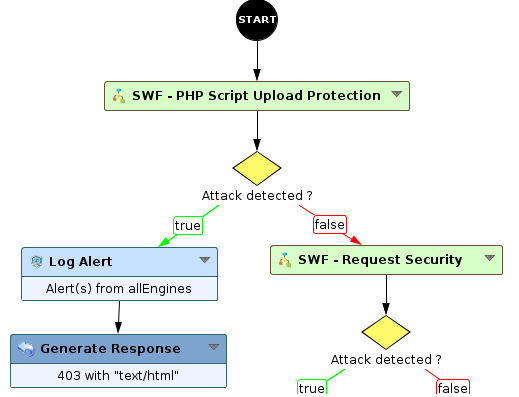 START
SWF - PHP Script Upload Protection
Attack detected ?
true
false
Log Alert
Alert(s) from allEngines
SWF - Request Security
Generate Response
403 with "text/html"
Attack detected ?
true
false